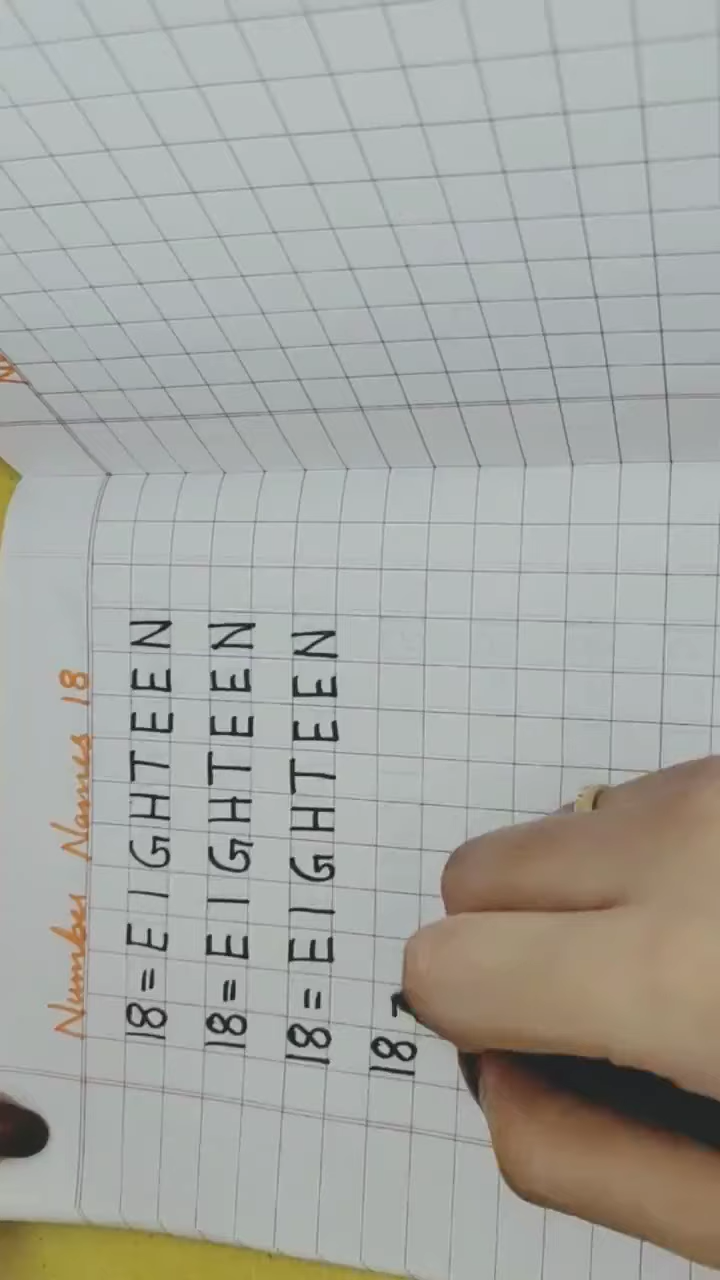 Number Names 18
18 = EIGHTEEN
18 = EIGHTEEN
18 = EIGHTEEN
18